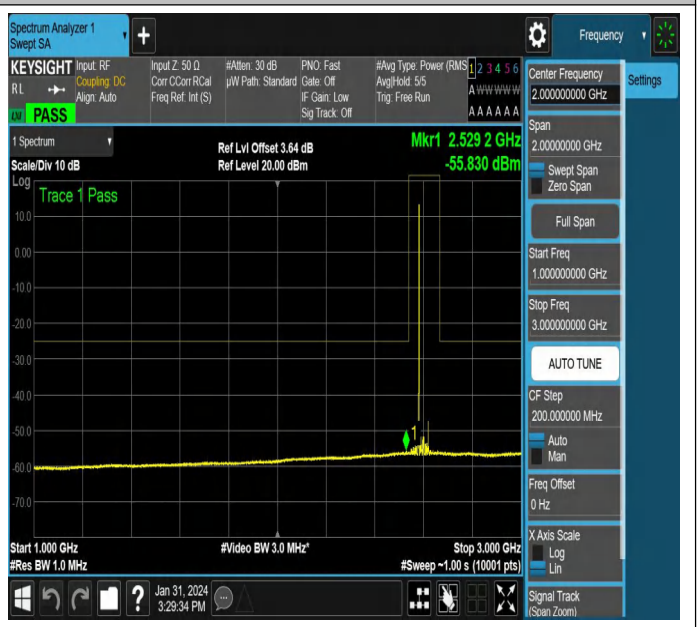 Spectrum Analyzer 1
Swept SA
Frequency
KEYSIGHT
RL
PASS
Input: RF
Coupling: DC
Align: Auto
Input Z: 50 Ω
Corr CCorr RCal
Freq Ref: Int (S)
#Atten: 30 dB
µW Path: Standard
PNO: Fast
Gate: Off
IF Gain: Low
Sig Track: Off
#Avg Type: Power (RMS
Avg|Hold: 5/5
Trig: Free Run
1 2 3 4 5 6
A W W W W W
A A A A A A
1 Spectrum
Scale/Div 10 dB
Log
Ref Lvl Offset 3.64 dB
Ref Level 20.00 dBm
Mkr1 2.529 2 GHz
-55.830 dBm
Trace 1 Pass
10.0
0.00
-10.0
-20.0
-30.0
-40.0
-50.0
-60.0
-70.0
1
Start 1.000 GHz
#Res BW 1.0 MHz
#Video BW 3.0 MHz*
Stop 3.000 GHz
#Sweep ~1.00 s (10001 pts)
Jan 31, 2024
3:29:34 PM
Center Frequency
2.000000000 GHz
Settings
Span
2.00000000 GHz
Swept Span
Zero Span
Full Span
Start Freq
1.000000000 GHz
Stop Freq
3.000000000 GHz
AUTO TUNE
CF Step
200.000000 MHz
Auto
Man
Freq Offset
0 Hz
X Axis Scale
Log
Lin
Signal Track
(Span Zoom)